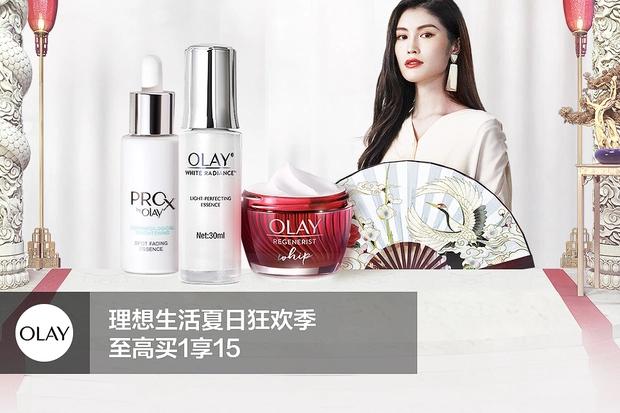 PROX
by OLAY
SPOT FADING
ESSENCE
OLAY®
WHITE RADIANCE™
LIGHT-PERFECTING
ESSENCE
Net:30ml
OLAY
REGENERIST
whip
OLAY
理想生活夏日狂欢季
至高买1享15